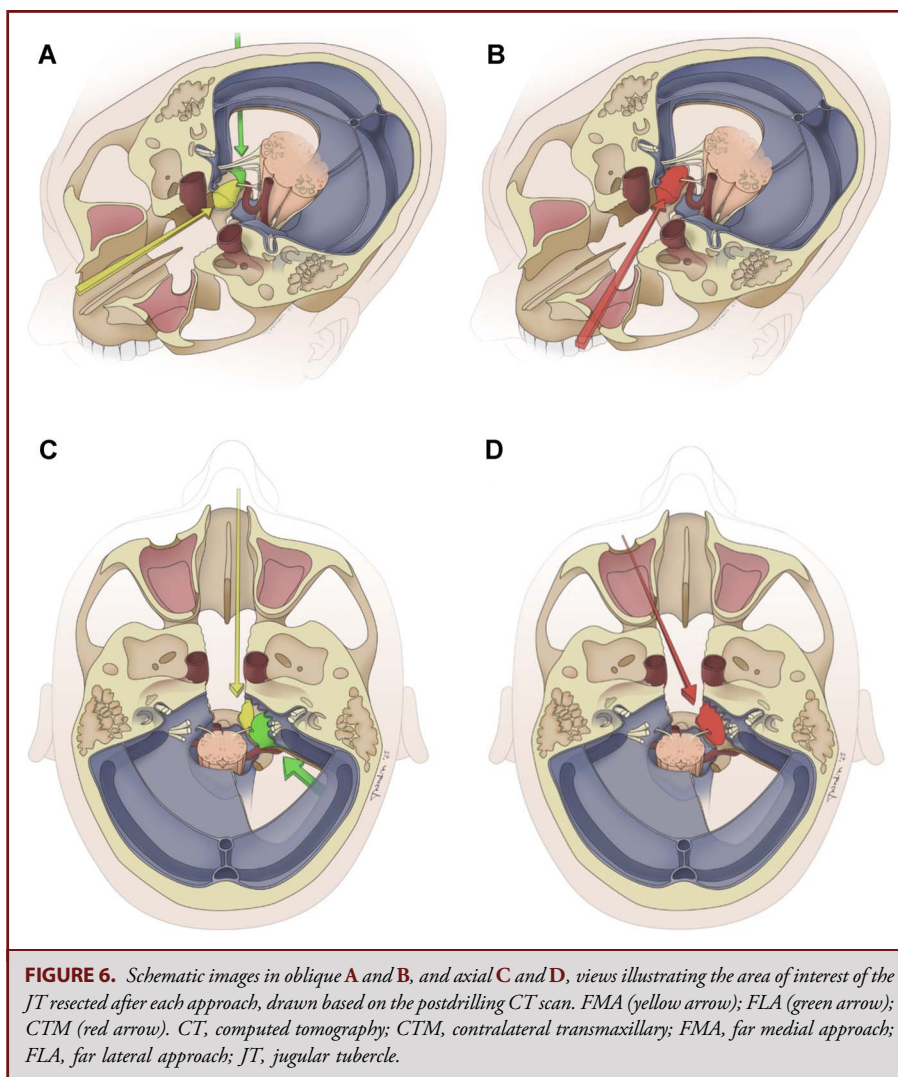 A
B
C
D
FIGURE 6. Schematic images in oblique A and B, and axial C and D, views illustrating the area of interest of the
JT resected after each approach, drawn based on the postdrilling CT scan. FMA (yellow arrow); FLA (green arrow);
CTM (red arrow). CT, computed tomography; CTM, contralateral transmaxillary; FMA, far medial approach;
FLA, far lateral approach; JT, jugular tubercle.